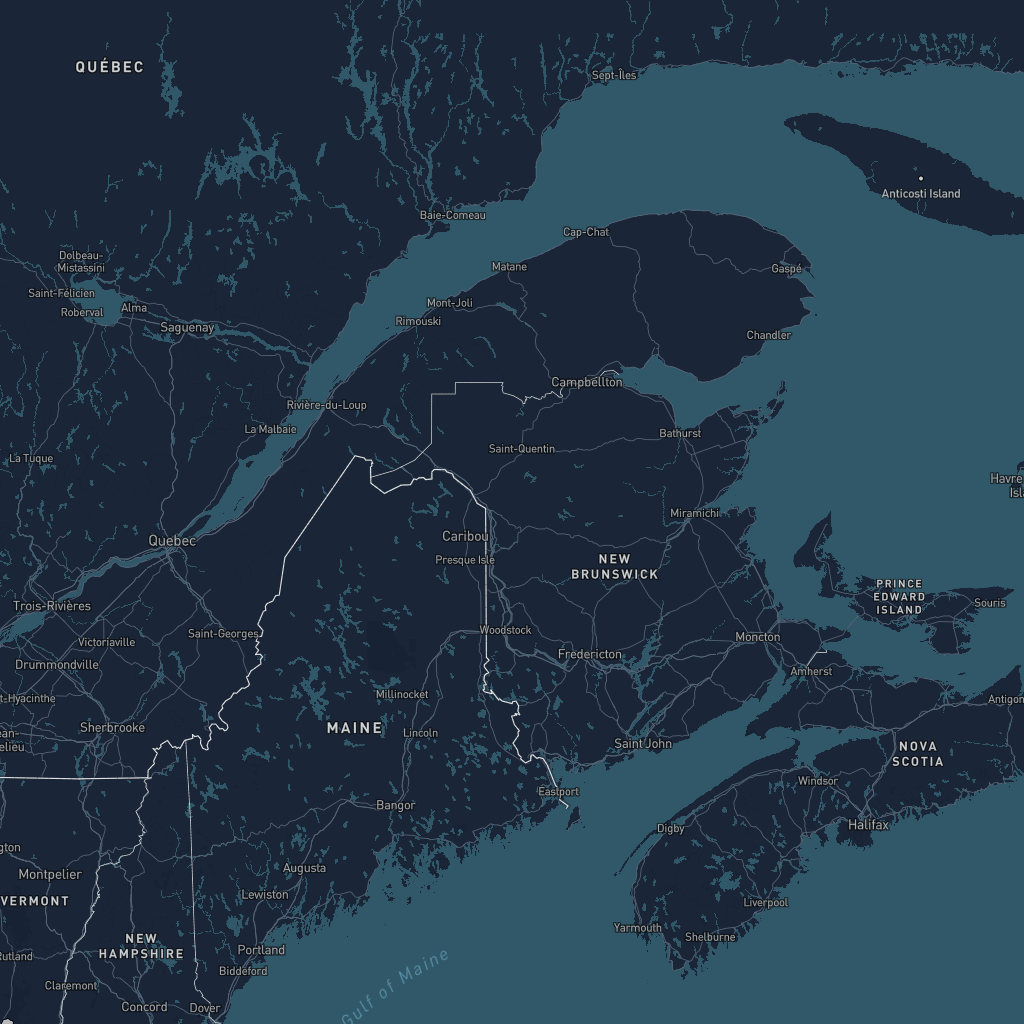 QUÉBEC
Sept-Îles
Anticosti Island
Baie-Comeau
Cap-Chat
Dolbeau-
Mistassini
Matane
Gaspé
Saint-Félicien
Roberval
Alma
Mont-Joli
Rimouski
Saguenay
Chandler
Campbellton
Rivière-du-Loup
La Malbaie
Bathurst
La Tuque
Saint-Quentin
Havre
Isla
Miramichi
Quebec
Caribou
Presque Isle
NEW
BRUNSWICK
PRINCE
EDWARD
ISLAND
Souris
Trois-Rivières
Saint-Georges
Woodstock
Victoriaville
Moncton
Drummondville
Fredericton
Amherst
t-Hyacinthe
Millinocket
Antigon
Sherbrooke
MAINE
Lincoln
ean-
elieu
Saint John
NOVA
SCOTIA
Windsor
Eastport
Bangor
Digby
Halifax
gton
Montpelier
Augusta
VERMONT
Lewiston
Liverpool
Yarmouth
Shelburne
NEW
HAMPSHIRE
Portland
Rutland
Biddeford
Gulf of Maine
Claremont
Concord
Dover